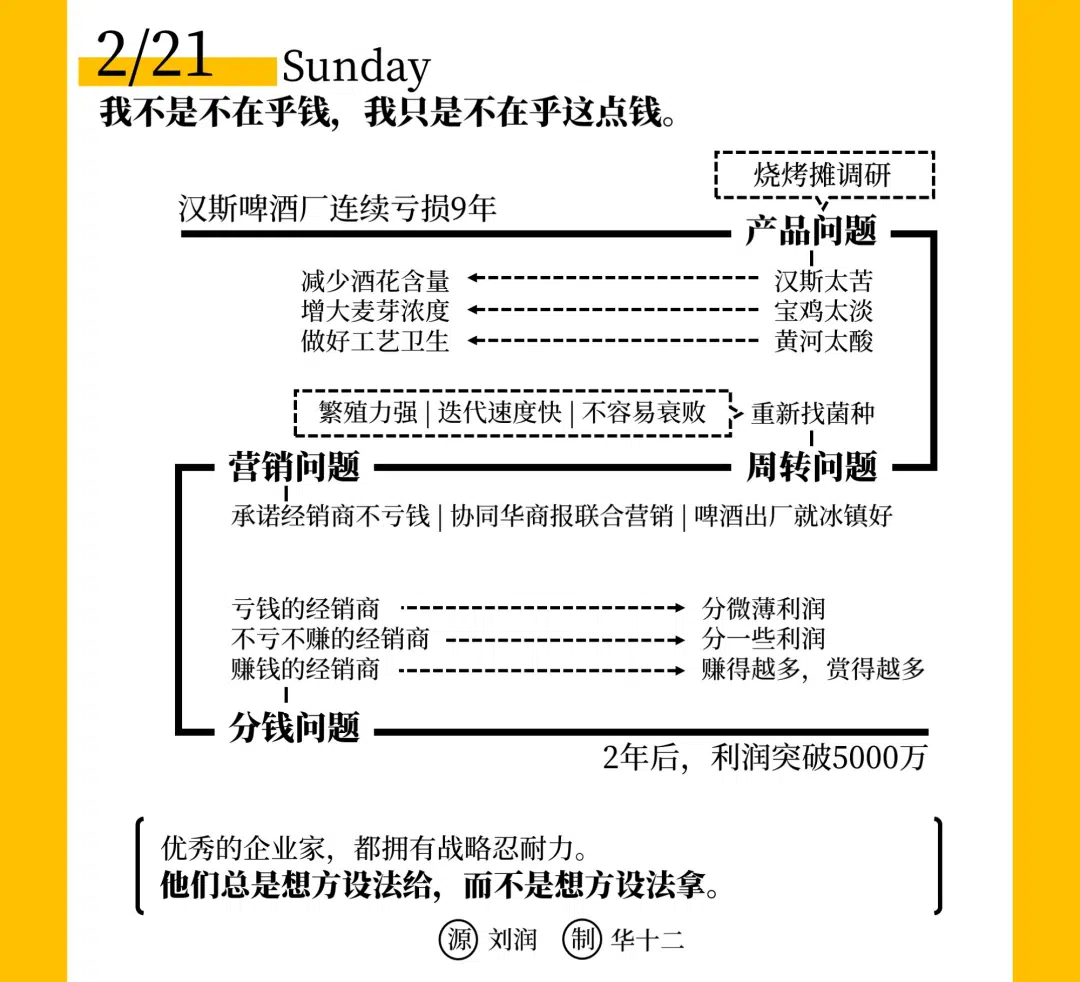 2/21 Sunday
我不是不在乎钱，我只是不在乎这点钱。
烧烤摊调研
汉斯啤酒厂连续亏损9年
产品问题
减少酒花含量 汉斯太苦
增大麦芽浓度 宝鸡太淡
做好工艺卫生 黄河太酸
繁殖力强 | 迭代速度快 | 不容易衰败 重新找菌种
营销问题 周转问题
承诺经销商不亏钱 | 协同华商报联合营销 | 啤酒出厂就冰镇好
亏钱的经销商 分微薄利润
不亏不赚的经销商 分一些利润
赚钱的经销商 赚得越多，赏得越多
分钱问题
2年后，利润突破5000万
优秀的企业家，都拥有战略忍耐力。
他们总是想方设法给，而不是想方设法拿。
源 刘润 制 华十二